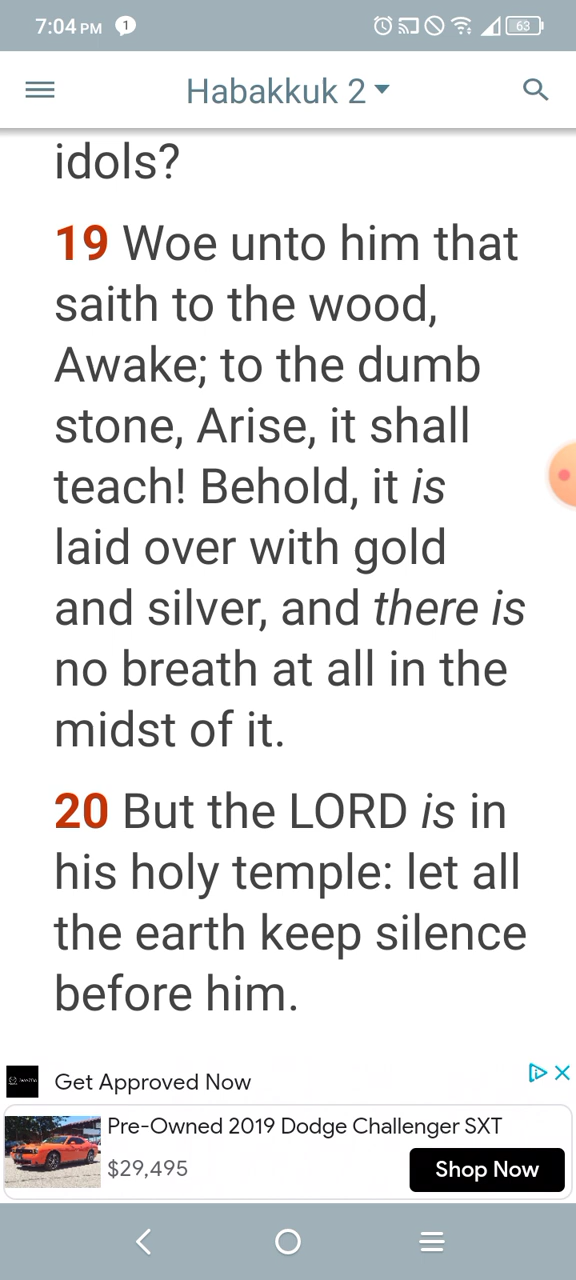 7:04 PM 1 63
Habakkuk 2
idols?
19 Woe unto him that
saith to the wood,
Awake; to the dumb
stone, Arise, it shall
teach! Behold, it is
laid over with gold
and silver, and there is
no breath at all in the
midst of it.
20 But the LORD is in
his holy temple: let all
the earth keep silence
before him.
Get Approved Now
Pre-Owned 2019 Dodge Challenger SXT
$29,495
Shop Now